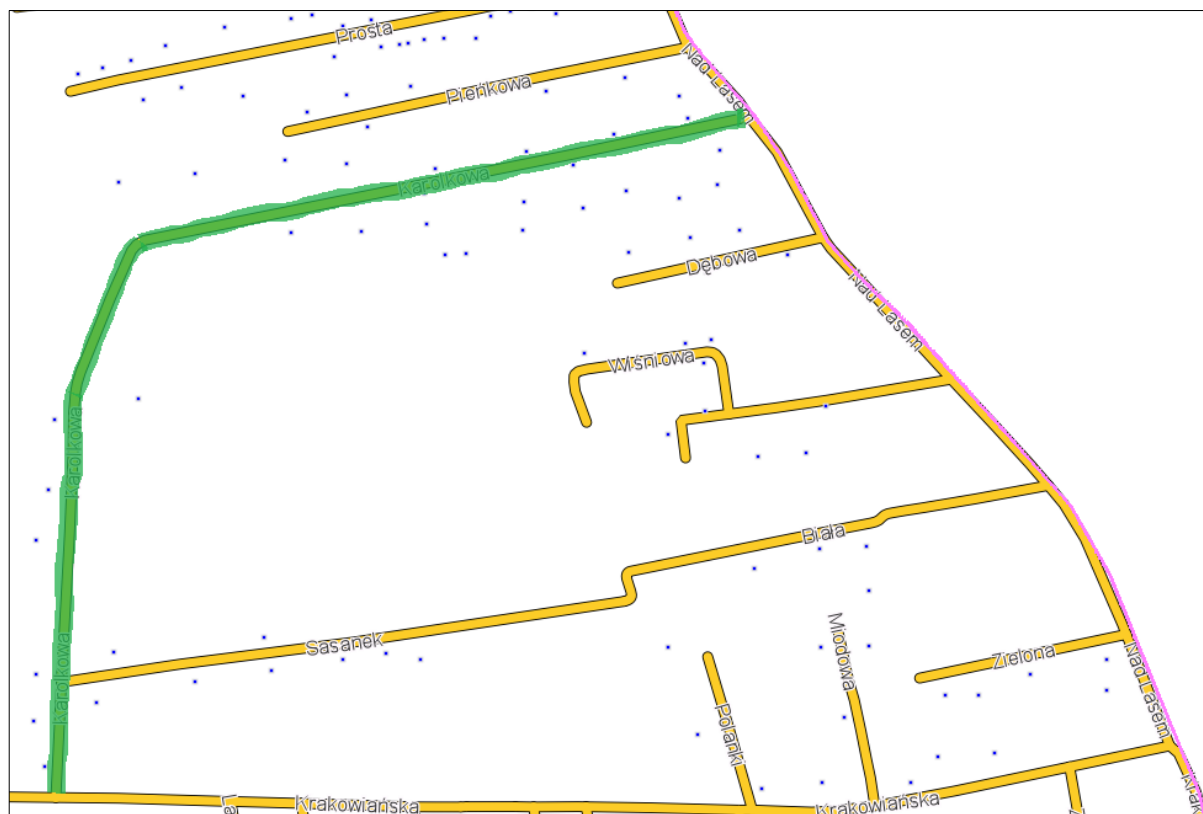 Prosta
Nad Lasem
Pieńkowa
Karolkowa
Dębowa
Nad Lasem
Wiśniowa
Karolkowa
Biała
Sasanek
Miodowa
Zielona
Karolkowa
Nad Lasem
Polanki
Krakowiańska
Krakowiańska